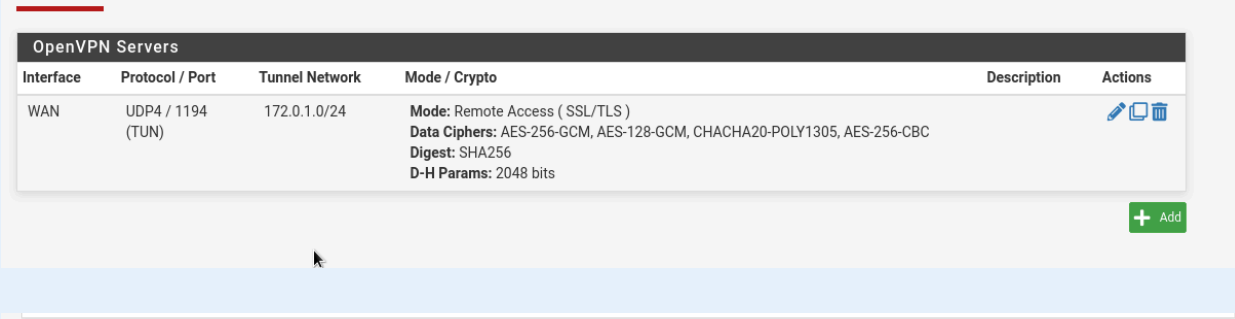 OpenVPN Servers
Interface Protocol / Port Tunnel Network Mode / Crypto Description Actions
WAN UDP4 / 1194 172.0.1.0/24 Mode: Remote Access ( SSL/TLS )
(TUN) Data Ciphers: AES-256-GCM, AES-128-GCM, CHACHA20-POLY1305, AES-256-CBC
Digest: SHA256
D-H Params: 2048 bits
Add